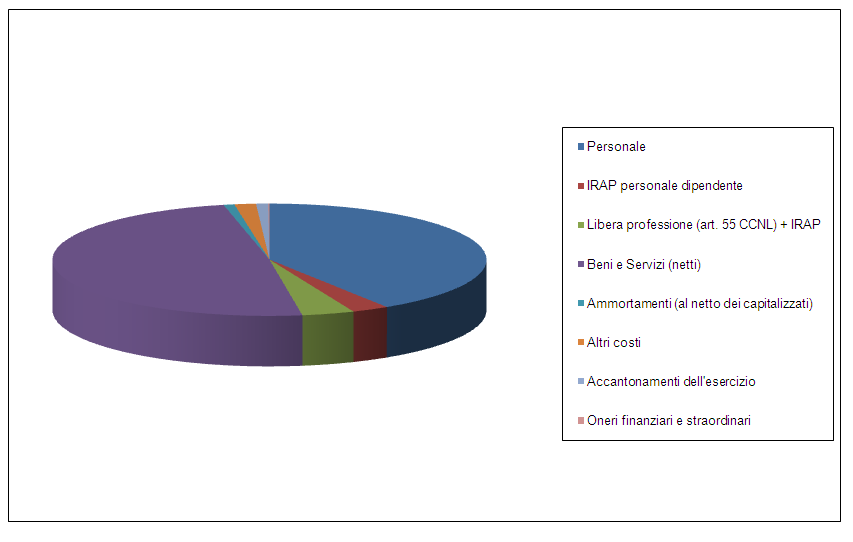 Personale
IRAP personale dipendente
Libera professione (art. 55 CCNL) + IRAP
Beni e Servizi (netti)
Ammortamenti (al netto dei capitalizzati)
Altri costi
Accantonamenti dell'esercizio
Oneri finanziari e straordinari